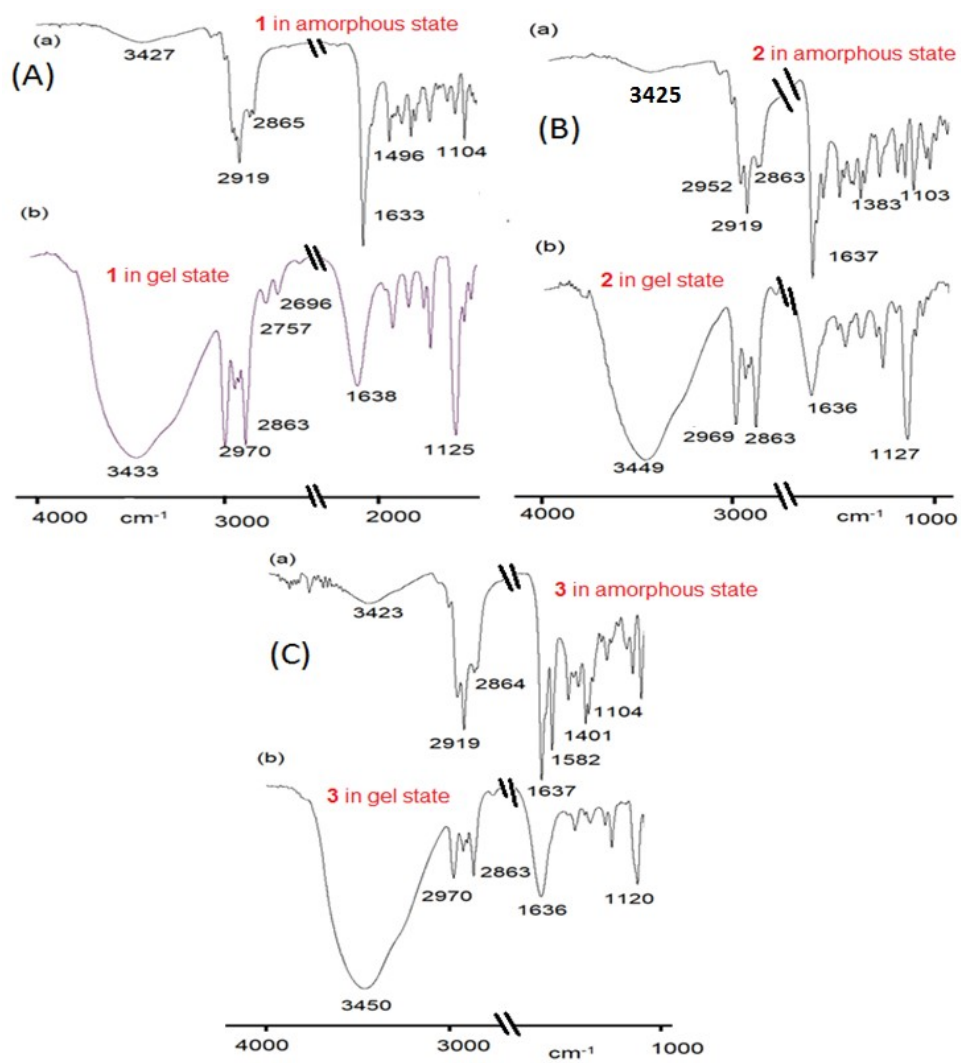 1 in amorphous state
(a)
(A)
3427
2865
2919
1496
1104
1633
(b)
1 in gel state
2696
2757
1638
2863
2970
3433
1125
4000
cm-1
3000
2000
(a)
2 in amorphous state
3425
(B)
2952
2863
2919
1383
1103
1637
(b)
2 in gel state
1636
2969
2863
3449
1127
4000
3000
cm-1
1000
(a)
3 in amorphous state
3423
(C)
2864
1104
2919
1401
1582
1637
(b)
3 in gel state
2863
2970
1636
1120
3450
4000
3000
cm-1
1000